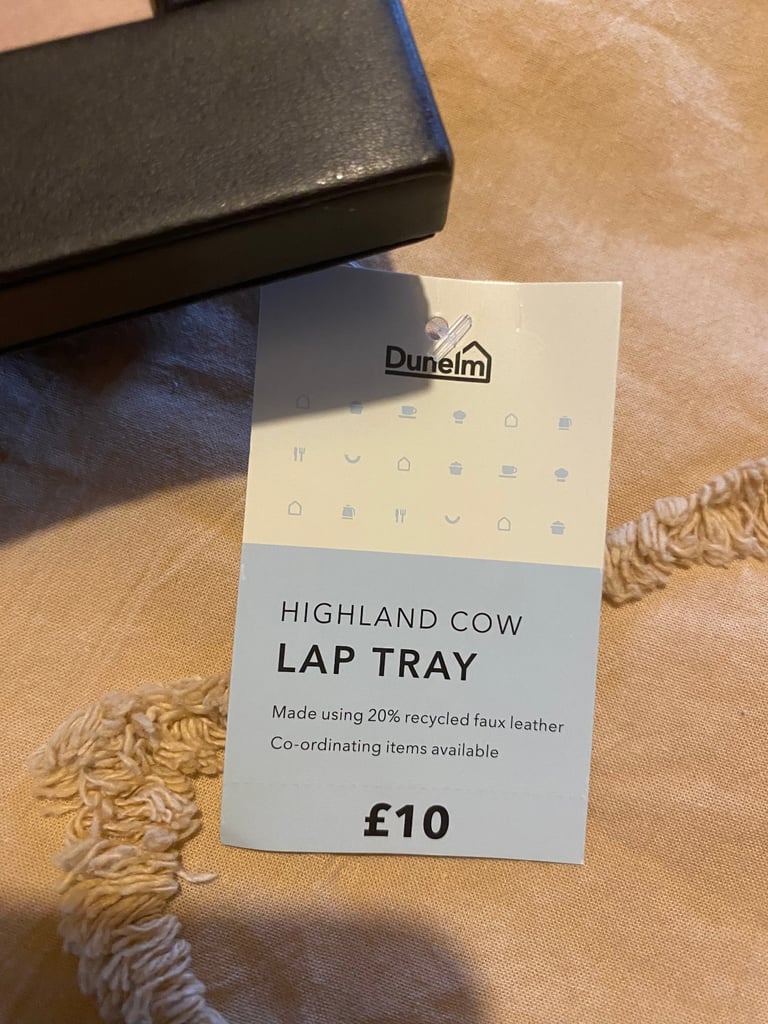 Dunelm
HIGHLAND COW
LAP TRAY
Made using 20% recycled faux leather
Co-ordinating items available
£10